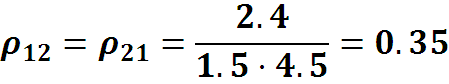 ρ₁₂ = ρ₂₁ = 2.4 / (1.5 · 4.5) = 0.35